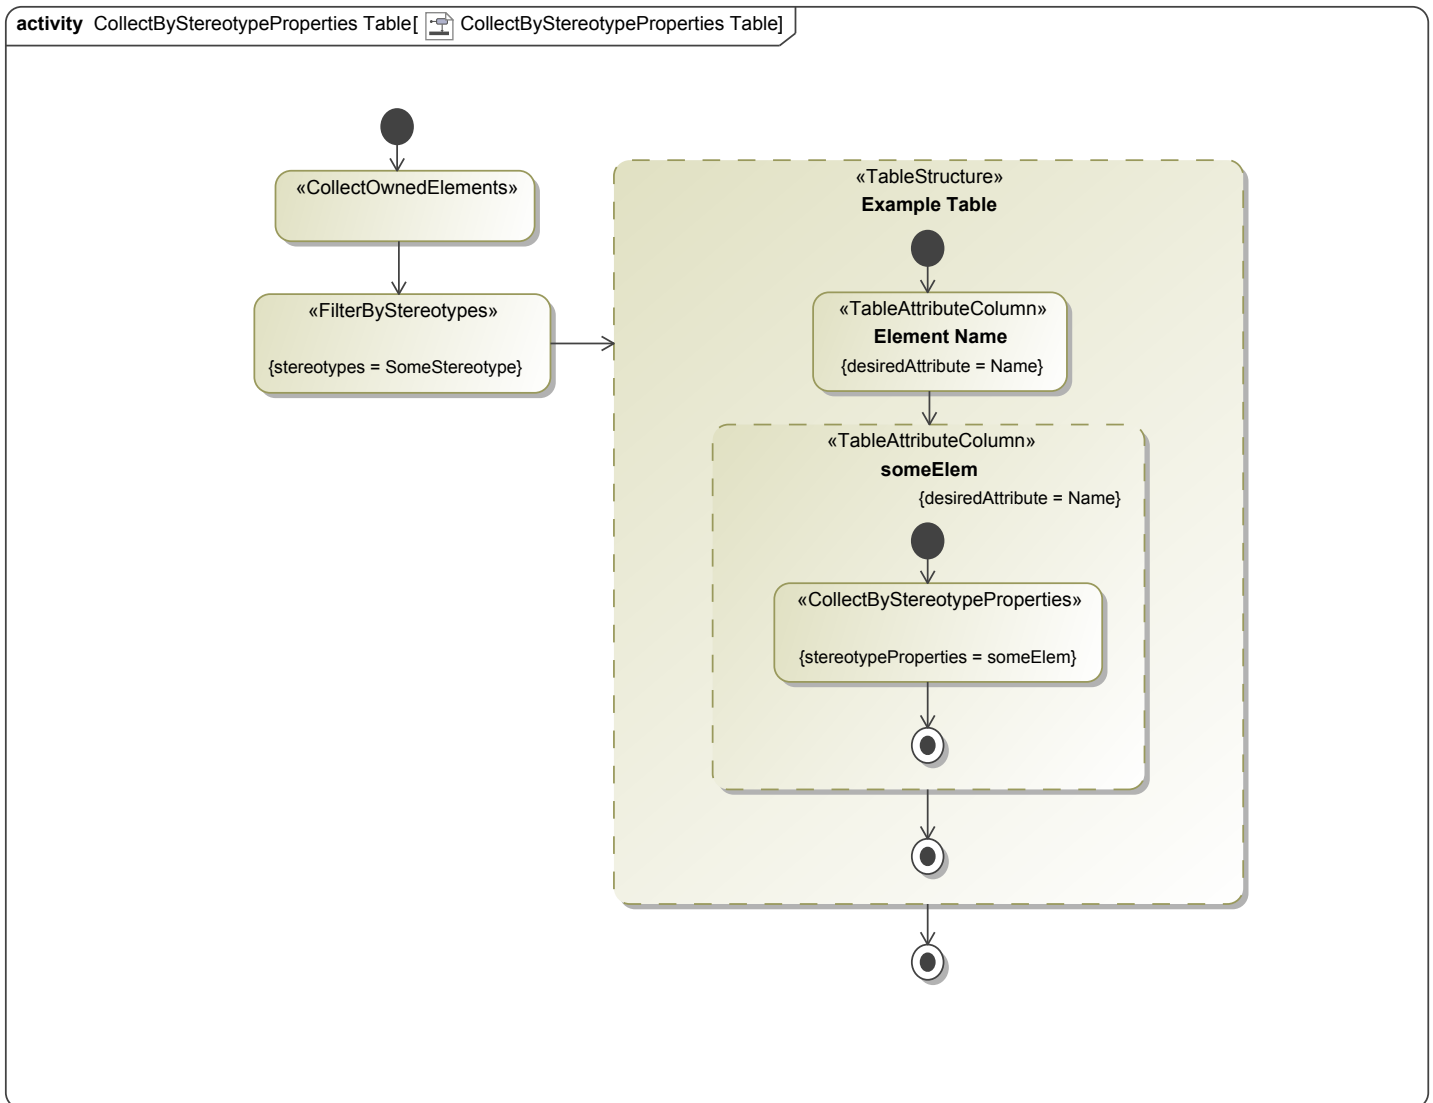 activity CollectByStereotypeProperties Table[ CollectByStereotypeProperties Table]
«CollectOwnedElements»
«FilterByStereotypes»
{stereotypes = SomeStereotype}
«TableStructure»
Example Table
«TableAttributeColumn»
Element Name
{desiredAttribute = Name}
«TableAttributeColumn»
someElem
{desiredAttribute = Name}
«CollectByStereotypeProperties»
{stereotypeProperties = someElem}